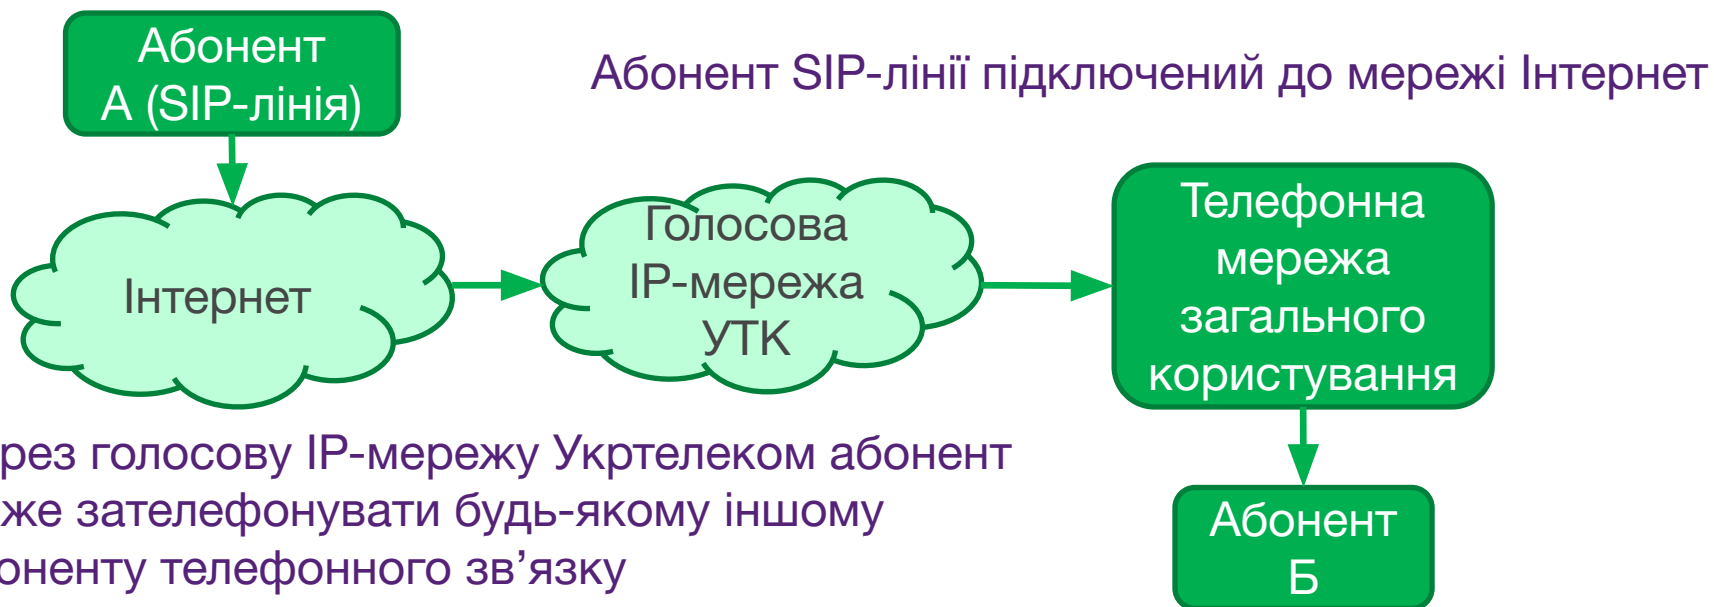 Абонент
А (SIP-лінія)
Абонент SIP-лінії підключений до мережі Інтернет
Інтернет
Голосова
IP-мережа
УТК
Телефонна
мережа
загального
користування
рез голосову IP-мережу Укртелеком абонент
же зателефонувати будь-якому іншому
оненту телефонного зв’язку
Абонент
Б